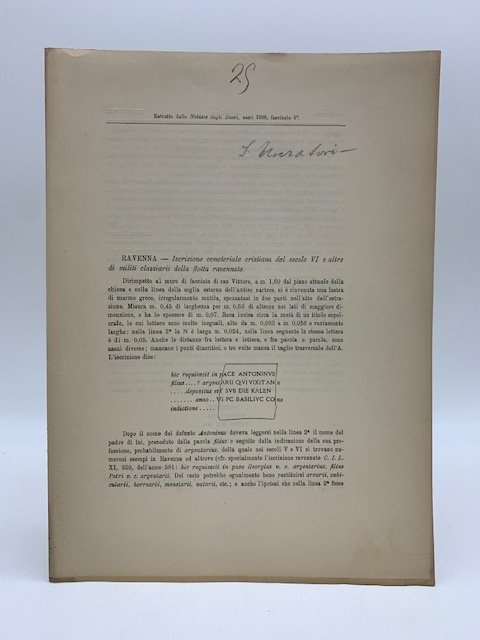 25
Estratto dalle Notizie degli Scavi, anno 1908, fascicolo 1°.
S. Muratori
RAVENNA — Iscrizione cemeteriale cristiana del secolo VI e altre
di militi classiarii della flotta ravennate.
Dirimpetto al muro di facciata di san Vittore, a m. 1,60 dal piano attuale della
chiesa e sulla linea della soglia esterna dell'antico nartece, si è rinvenuta una lastra
di marmo greco, irregolarmente mutila, spezzatasi in due parti nell'atto dell'estra-
zione. Misura m. 0,45 di larghezza per m. 0,55 di altezza nei lati di maggior di-
mensione, e ha lo spessore di m. 0,07. Reca incisa circa la metà di un titolo sepol-
crale, le cui lettere sono molto ineguali, alte da m. 0,033 a m. 0,056 e variamente
larghe: nella linea 2ª la N è larga m. 0,024, nella linea seguente la stessa lettera
è di m. 0,05. Anche le distanze fra lettera e lettera, e fra parola e parola, sono
assai diverse; mancano i punti diacritici, e tre volte manca il taglio trasversale dell'A.
L'iscrizione dice:
hic requiescit in pACE ANTONINVS
filius .... P argentARII QVI VIXIT AN n
..... depositus esT SVB DIE KALEN
....... anno .. VI PC BASILIVC CO ns
indictione .....
Dopo il nome del defunto Antoninus doveva leggersi nella linea 2ª il nome del
padre di lui, preceduto dalla parola filius e seguito dalla indicazione della sua pro-
fessione, probabilmente di argentarius, della quale nei secoli V e VI si trovano nu-
merosi esempi in Ravenna ed altrove (cfr. specialmente l'iscrizione ravennate C. I. L.
XI, 350, dell'anno 581: hic requiescit in pace Georgius v. c. argentarius, filius
Petri v. c. argentarii. Del resto potrebbe egualmente bene restituirsi arcarii, cubi-
cularii, horrearii, monetarii, notarii, etc.; e anche l'ipotesi che nella linea 2ª fosse